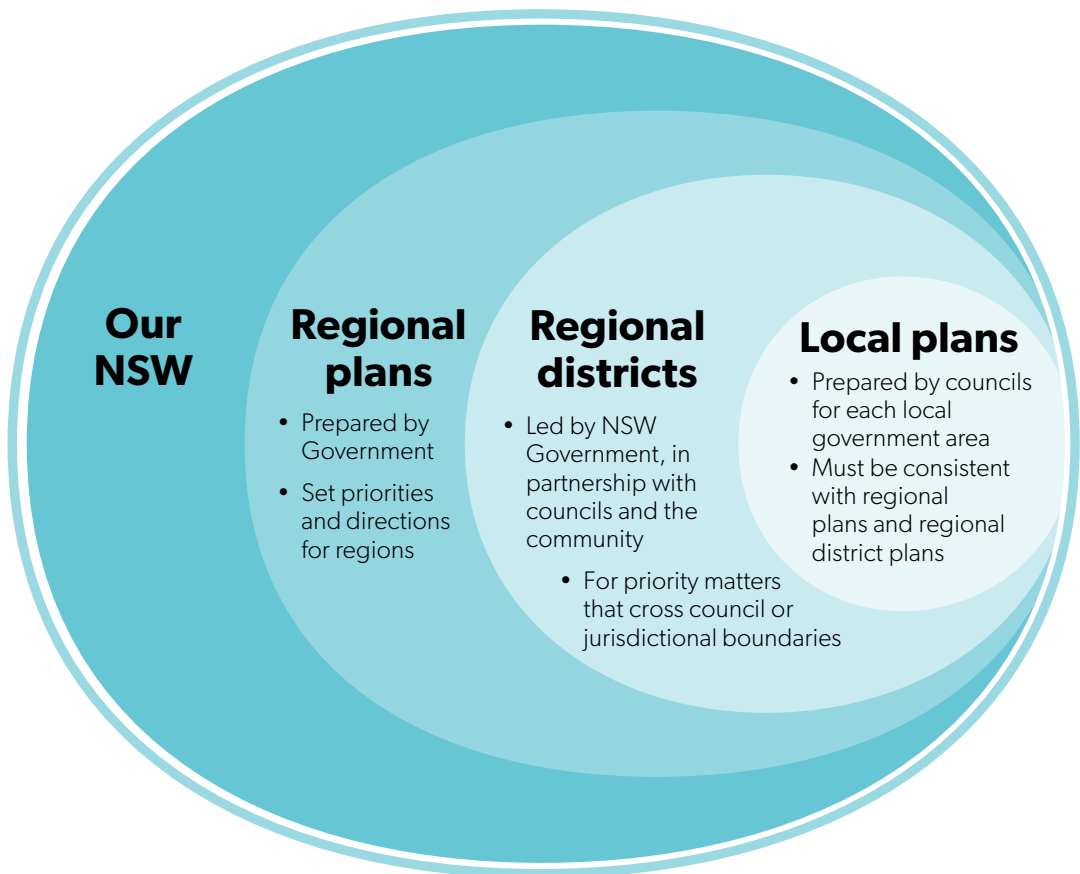 Our
NSW
Regional
plans
• Prepared by
Government
• Set priorities
and directions
for regions
Regional
districts
• Led by NSW
Government, in
partnership with
councils and the
community
• For priority matters
that cross council or
jurisdictional boundaries
Local plans
• Prepared by councils
for each local
government area
• Must be consistent
with regional
plans and regional
district plans